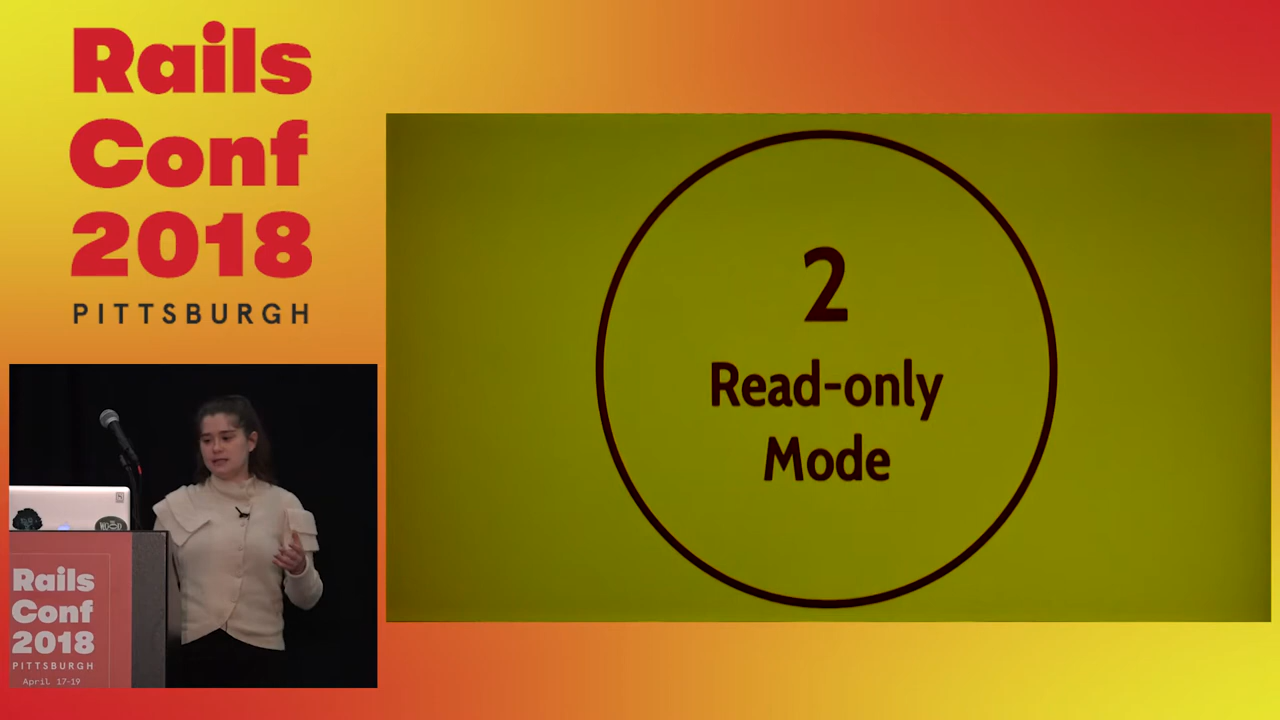 Rails
Conf
2018
PITTSBURGH
2
Read-only
Mode
Rails
Conf
2018
PITTSBURGH
April 17-19